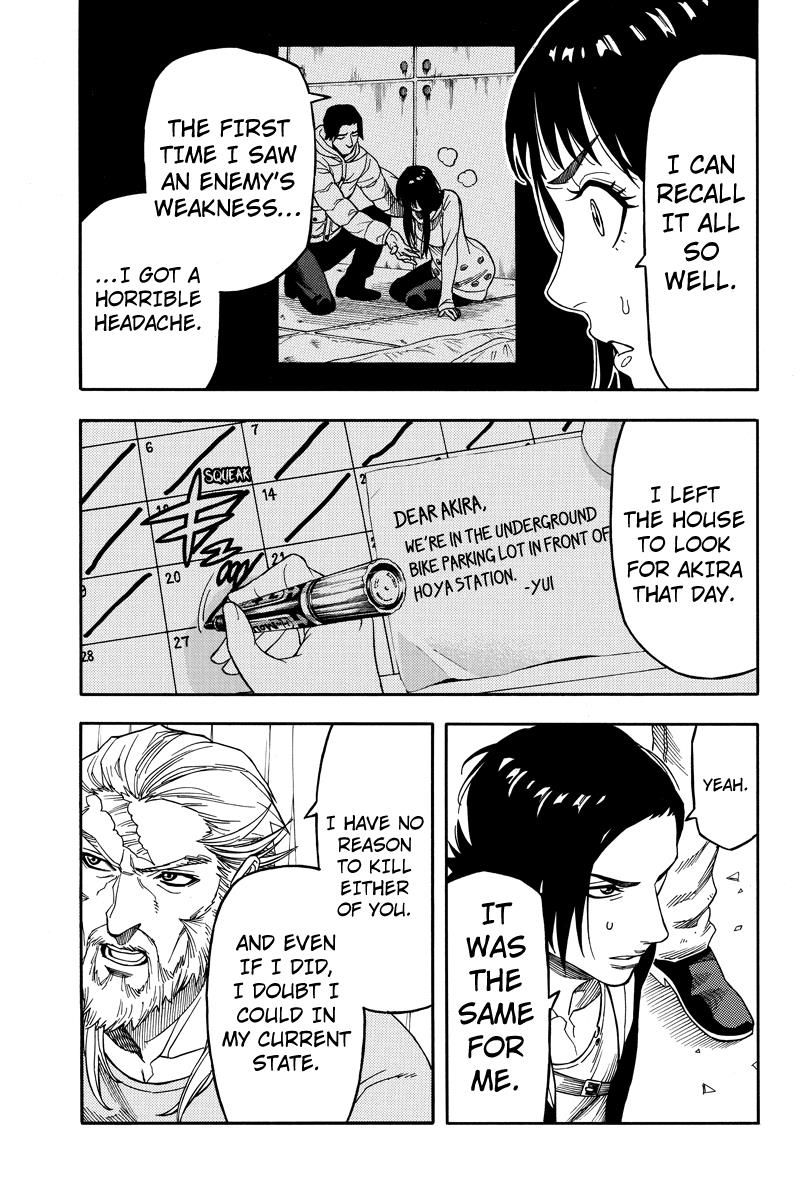 I CAN
RECALL
IT ALL
SO
WELL.
THE FIRST
TIME I SAW
AN ENEMY'S
WEAKNESS...
...I GOT A
HORRIBLE
HEADACHE.
I LEFT
THE HOUSE
TO LOOK
FOR AKIRA
THAT DAY.
6
7
SQUEAK
14
20
21
27
28
DEAR AKIRA,
WE'RE IN THE UNDERGROUND
BIKE PARKING LOT IN FRONT OF
HOYA STATION.
-YUI
YEAH.
IT
WAS
THE
SAME
FOR
ME.
I HAVE NO
REASON
TO KILL
EITHER
OF YOU.
AND EVEN
IF I DID,
I DOUBT I
COULD IN
MY CURRENT
STATE.